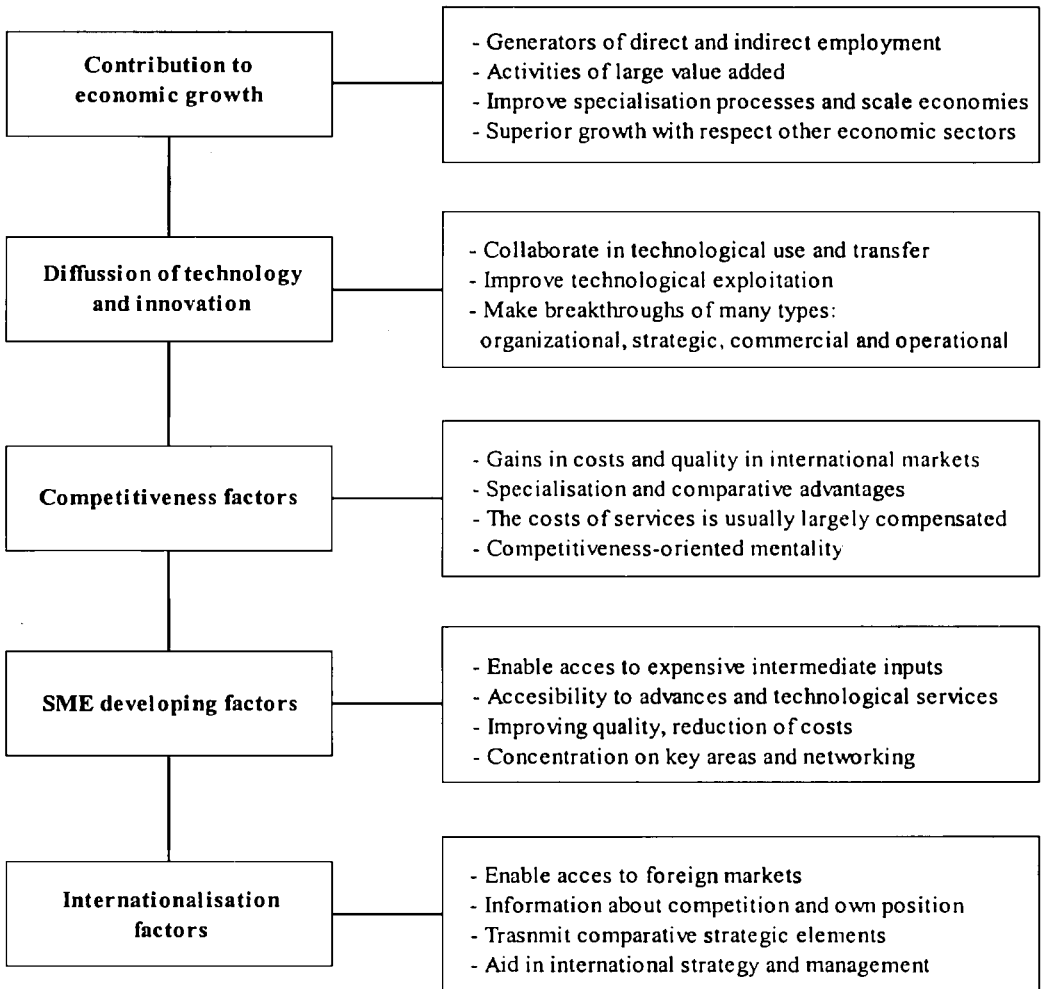 Contribution to
economic growth
- Generators of direct and indirect employment
- Activities of large value added
- Improve specialisation processes and scale economies
- Superior growth with respect other economic sectors
Diffussion of technology
and innovation
- Collaborate in technological use and transfer
- Improve technological exploitation
- Make breakthroughs of many types:
organizational, strategic, commercial and operational
Competitiveness factors
- Gains in costs and quality in international markets
- Specialisation and comparative advantages
- The costs of services is usually largely compensated
- Competitiveness-oriented mentality
SME developing factors
- Enable acces to expensive intermediate inputs
- Accesibility to advances and technological services
- Improving quality, reduction of costs
- Concentration on key areas and networking
Internationalisation
factors
- Enable acces to foreign markets
- Information about competition and own position
- Trasnmit comparative strategic elements
- Aid in international strategy and management